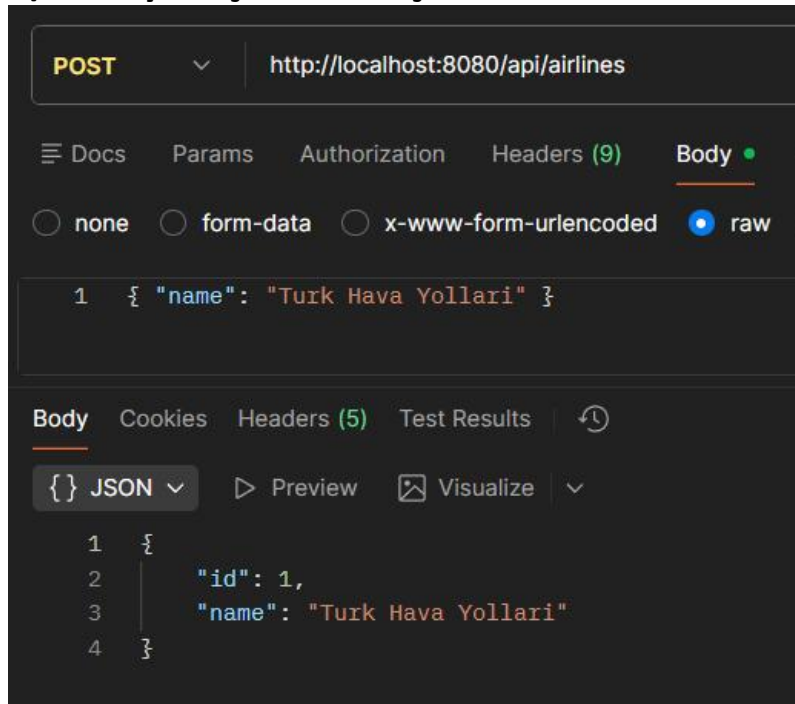 POST http://localhost:8080/api/airlines
Docs Params Authorization Headers (9) Body
none form-data x-www-form-urlencoded raw
1 { "name": "Turk Hava Yollari" }
Body Cookies Headers (5) Test Results
{} JSON Preview Visualize
1 {
2 "id": 1,
3 "name": "Turk Hava Yollari"
4 }